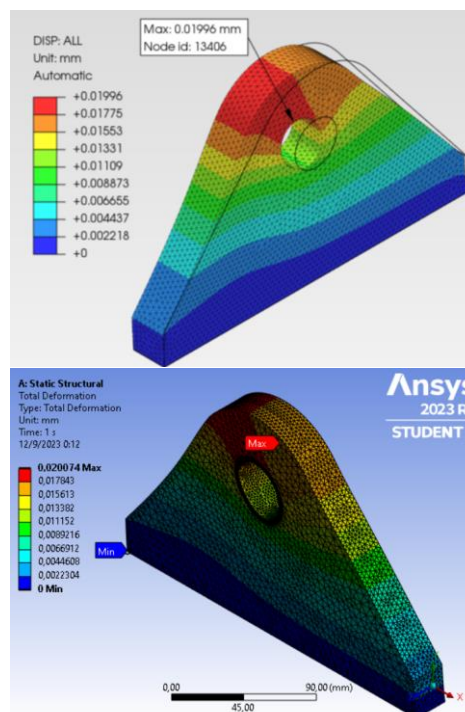 Max: 0.01996 mm
Node id: 13406
DISP: ALL
Unit: mm
Automatic
+0.01996
+0.01775
+0.01553
+0.01331
+0.01109
+0.008873
+0.006655
+0.004437
+0.002218
+0
A: Static Structural
Total Deformation
Type: Total Deformation
Unit: mm
Time: 1 s
12/9/2023 0:12
Ansys
2023 R
STUDENT
0,020074 Max
0,017843
0,015613
0,013382
0,011152
0,0089216
0,0066912
0,0044608
0,0022304
0 Min
Max
Min
0,00
90,00 (mm)
45,00
X